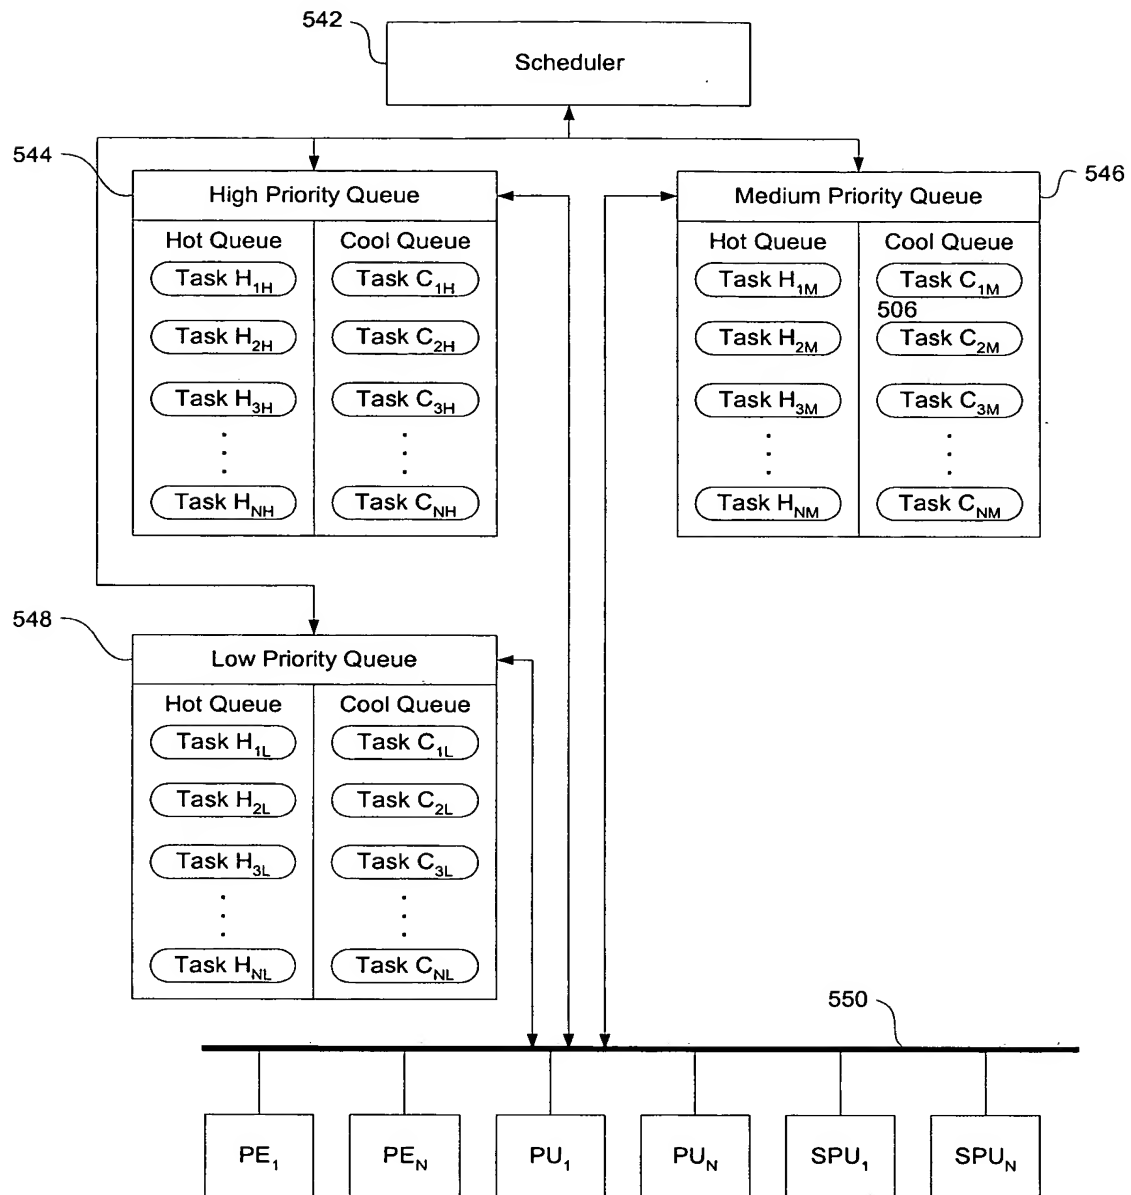 542
Scheduler
544
High Priority Queue
Hot Queue
Cool Queue
Task H1H
Task C1H
Task H2H
Task C2H
Task H3H
Task C3H
Task HNH
Task CNH
546
Medium Priority Queue
Hot Queue
Cool Queue
Task H1M
Task C1M
506
Task H2M
Task C2M
Task H3M
Task C3M
Task HNM
Task CNM
548
Low Priority Queue
Hot Queue
Cool Queue
Task H1L
Task C1L
Task H2L
Task C2L
Task H3L
Task C3L
Task HNL
Task CNL
550
PE1
PEN
PU1
PUN
SPU1
SPUN